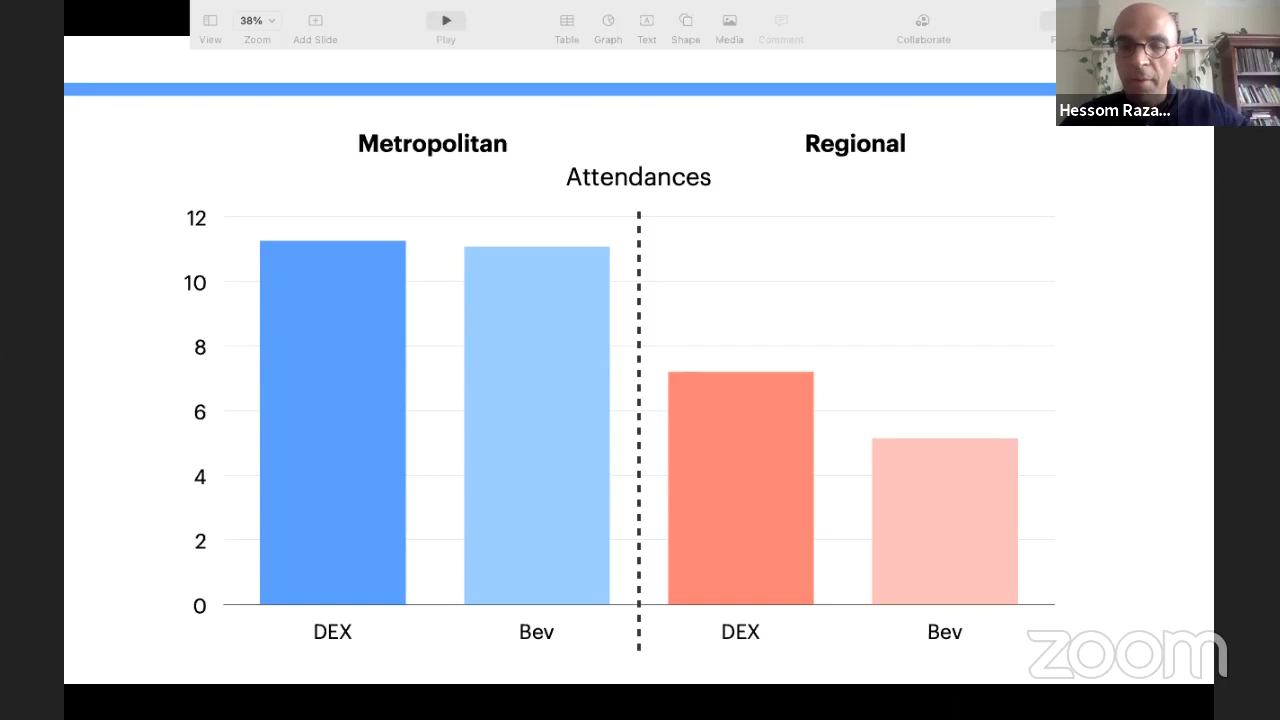 38%
View
Zoom
Add Slide
Play
Table
Graph
Text
Shape
Media
Comment
Collaborate
Hessom Raza...
Metropolitan
Regional
Attendances
12
10
8
6
4
2
0
DEX
Bev
DEX
Bev
zoom